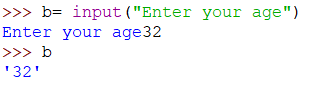 >>> b= input("Enter your age")
Enter your age32
>>> b
'32'